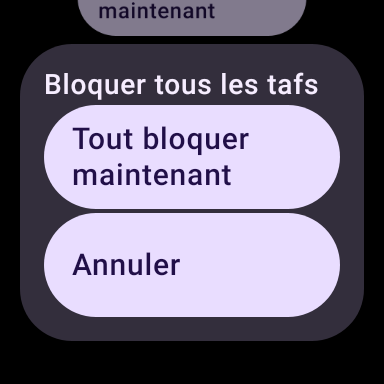 maintenant
Bloquer tous les tafs
Tout bloquer
maintenant
Annuler